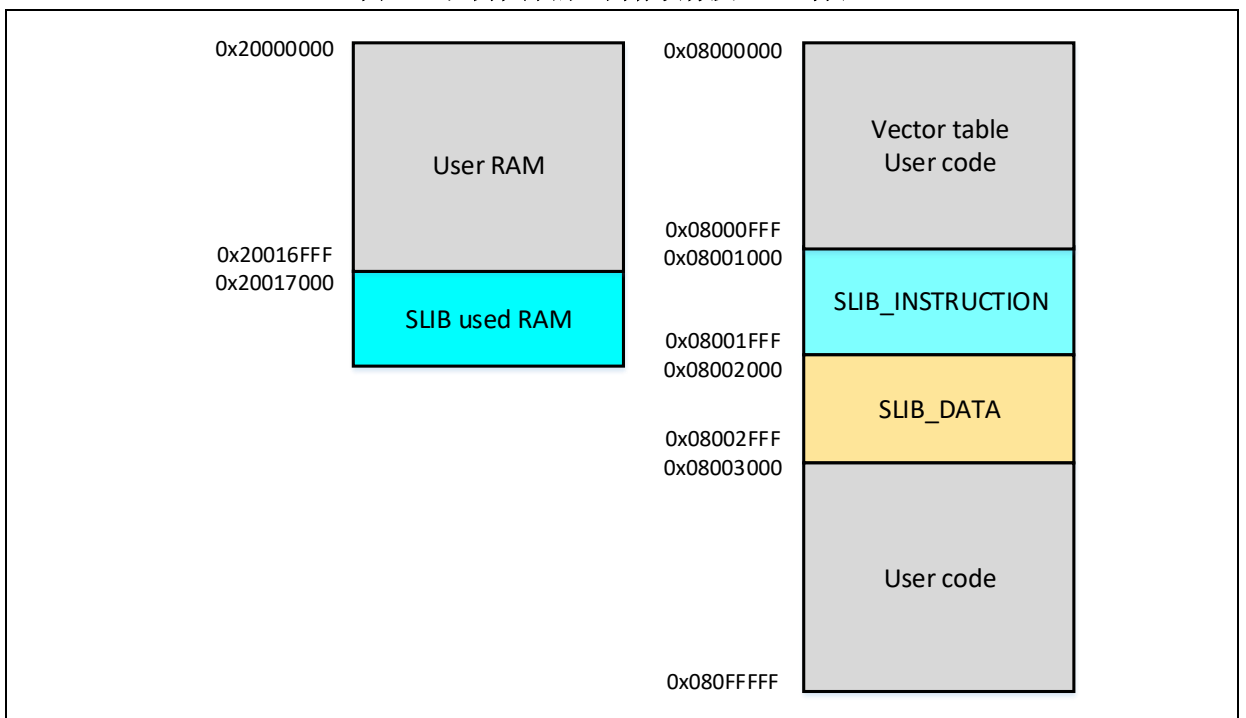 0x20000000
User RAM
0x20016FFF
0x20017000
SLIB used RAM
0x08000000
Vector table
User code
0x08000FFF
0x08001000
SLIB_INSTRUCTION
0x08001FFF
0x08002000
SLIB_DATA
0x08002FFF
0x08003000
User code
0x080FFFFF